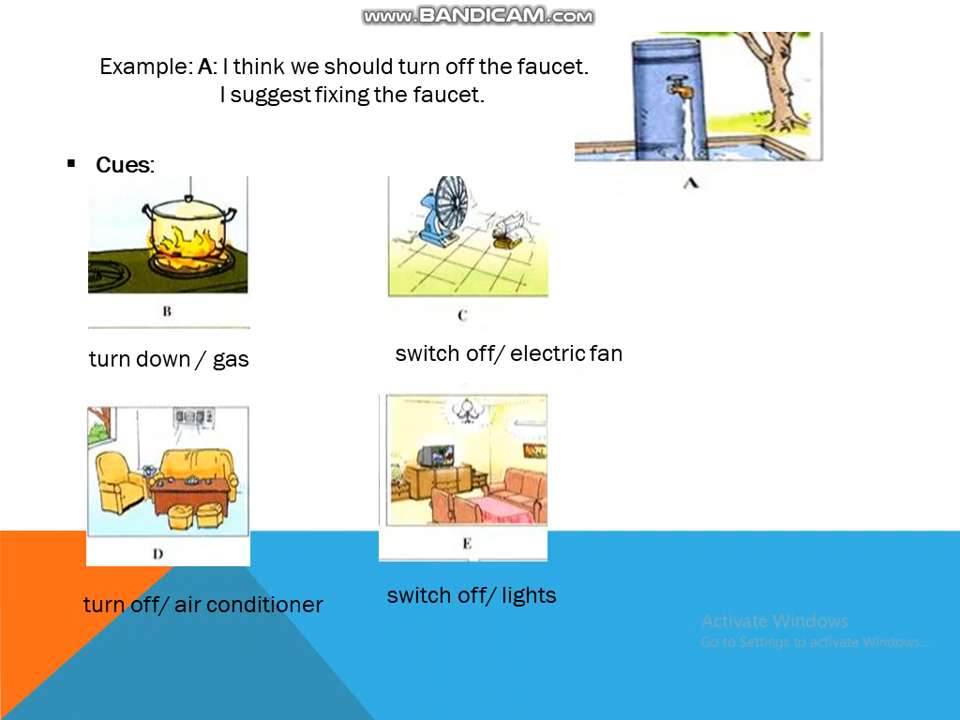 www.BANDICAM.com
Example: A: I think we should turn off the faucet.
I suggest fixing the faucet.
A
▪ Cues:
B
C
turn down / gas
switch off/ electric fan
D
E
turn off/ air conditioner
switch off/ lights
Activate Windows
Go to Settings to activate Windows.